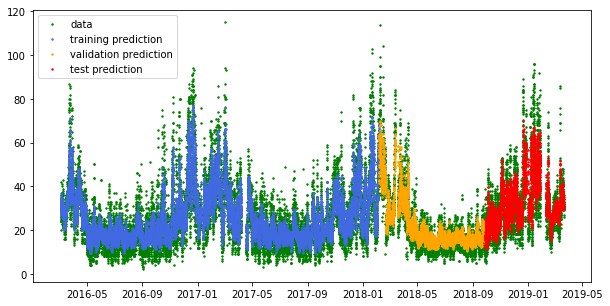 120
100
80
60
40
20
0
data
training prediction
validation prediction
test prediction
2016-05 2016-09 2017-01 2017-05 2017-09 2018-01 2018-05 2018-09 2019-01 2019-05